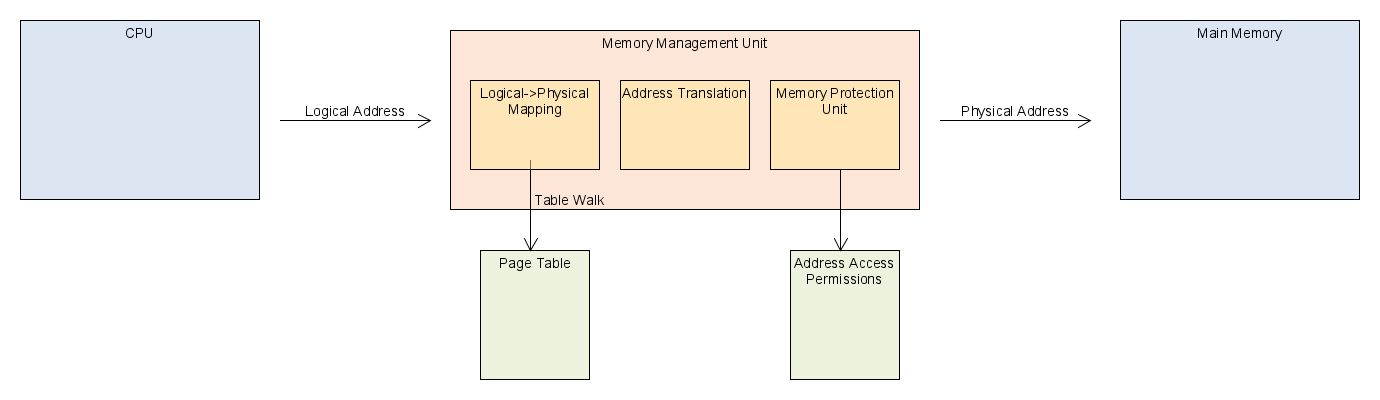 CPU
Memory Management Unit
Main Memory
Logical->Physical
Mapping
Address Translation
Memory Protection
Unit
Logical Address
Physical Address
Table Walk
Page Table
Address Access
Permissions